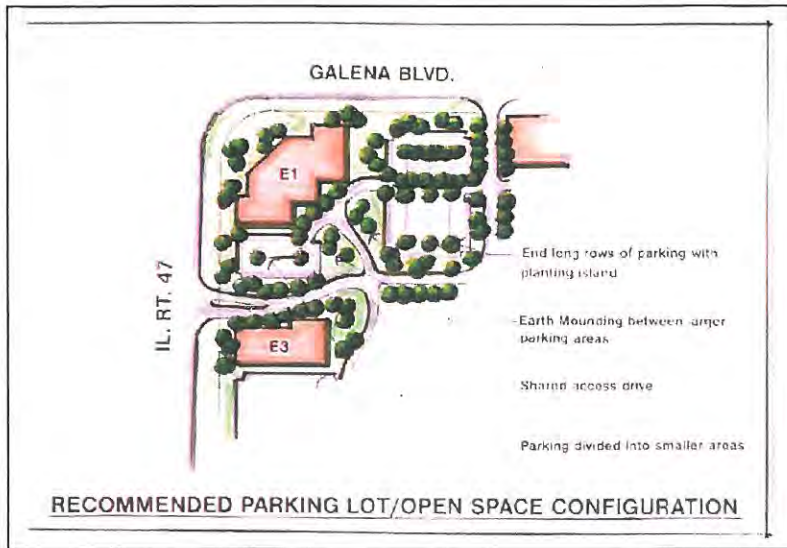 GALENA BLVD.
E1
IL. RT. 47
E3
End long rows of parking with
planting island
Earth Mounding between larger
parking areas
Shared access drive
Parking divided into smaller areas
RECOMMENDED PARKING LOT/OPEN SPACE CONFIGURATION